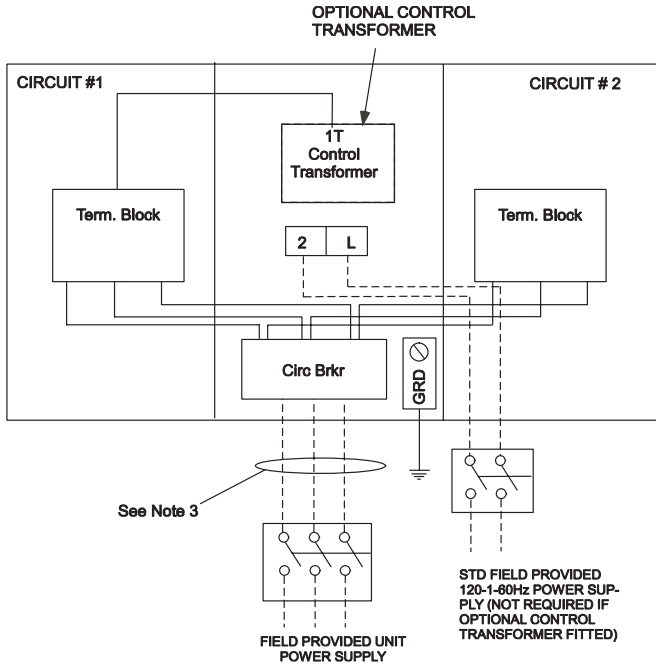 OPTIONAL CONTROL
TRANSFORMER
CIRCUIT #1
CIRCUIT # 2
1T
Control
Transformer
Term. Block
Term. Block
2
L
Circ Brkr
GRD
See Note 3
STD FIELD PROVIDED
120-1-60Hz POWER SUP-
PLY (NOT REQUIRED IF
OPTIONAL CONTROL
TRANSFORMER FITTED)
FIELD PROVIDED UNIT
POWER SUPPLY